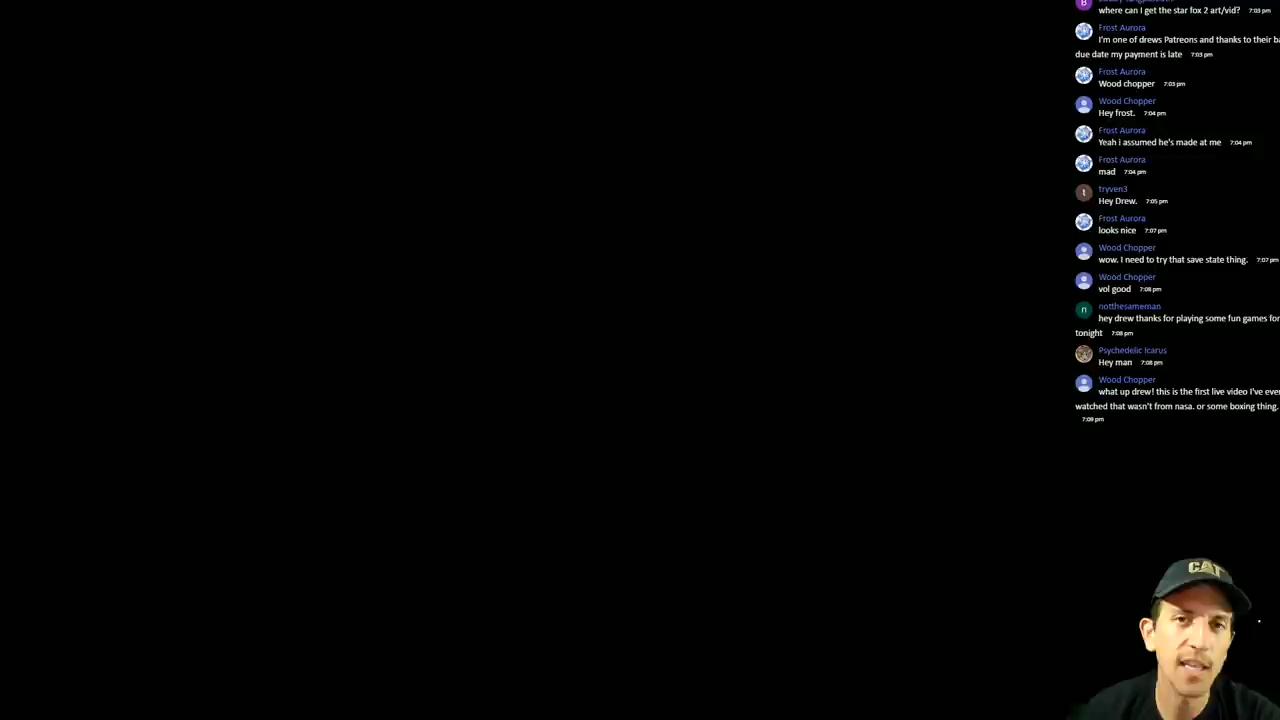 where can I get the star fox 2 art/vid? 7:03 pm
Frost Aurora
I'm one of drews Patreons and thanks to their
due date my payment is late 7:03 pm
Frost Aurora
Wood chopper 7:03 pm
Wood Chopper
Hey frost. 7:04 pm
Frost Aurora
Yeah i assumed he's made at me 7:04 pm
Frost Aurora
mad 7:04 pm
t
tryven3
Hey Drew. 7:05 pm
Frost Aurora
looks nice 7:07 pm
Wood Chopper
wow. I need to try that save state thing. 7:07 pm
Wood Chopper
vol good 7:08 pm
n
notthesameman
hey drew thanks for playing some fun games for
tonight 7:08 pm
Psychedelic Icarus
Hey man 7:08 pm
Wood Chopper
what up drew! this is the first live video I've ever
watched that wasn't from nasa. or some boxing thing.
7:09 pm
CAT